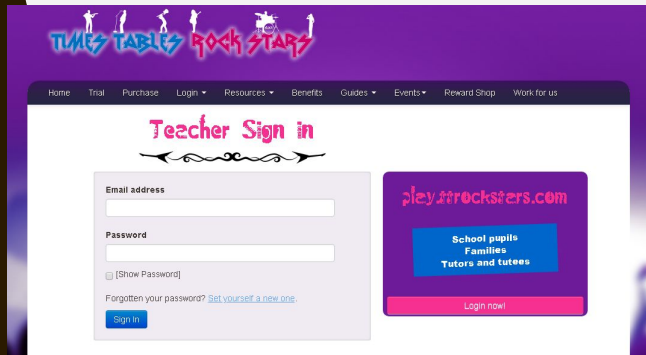 TIMES TABLES ROCK STARS
Home Trial Purchase Login Resources Benefits Guides Events Reward Shop Work for us
Teacher Sign in
Email address
Password
[Show Password]
Forgotten your password? Set yourself a new one.
Sign In
play.ttrockstars.com
School pupils
Families
Tutors and tutees
Login now!